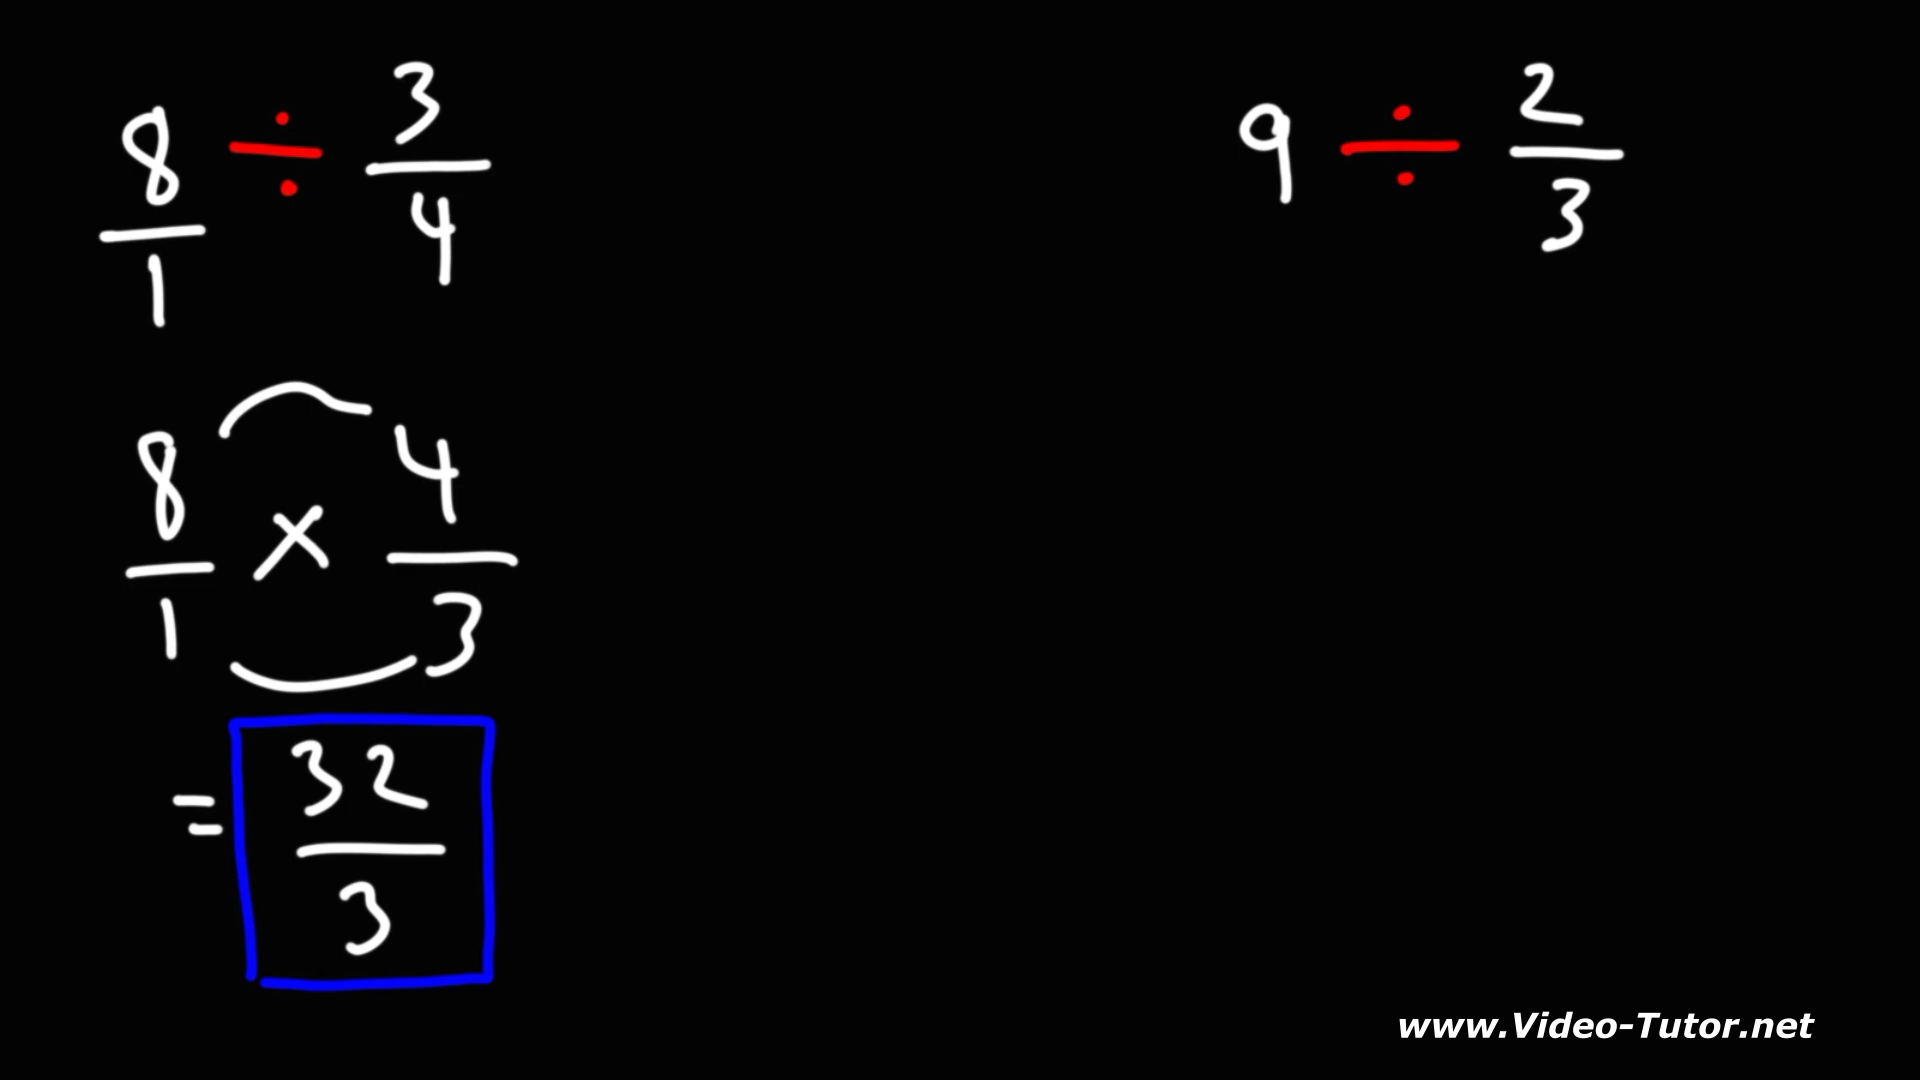 8/1 ÷ 3/4
8/1 × 4/3
= 32/3
9 ÷ 2/3
www.Video-Tutor.net